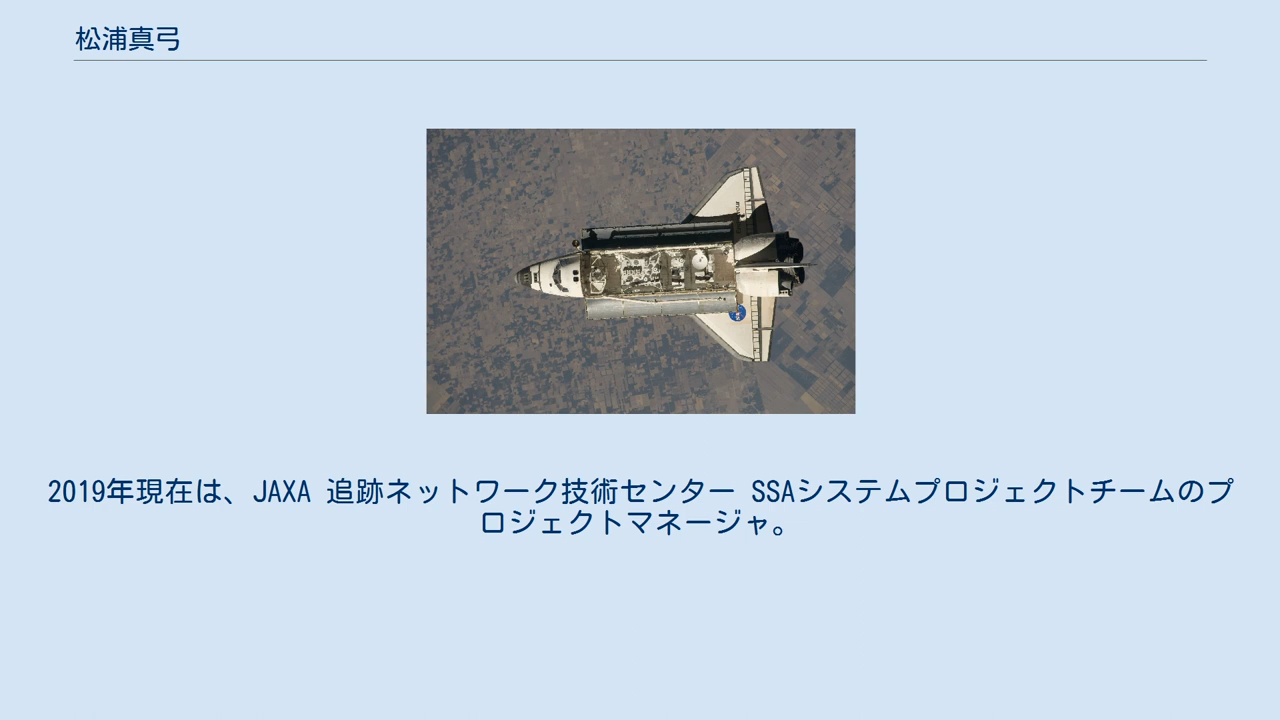 松浦真弓
2019年現在は、JAXA 追跡ネットワーク技術センター SSAシステムプロジェクトチームのプ
ロジェクトマネージャ。